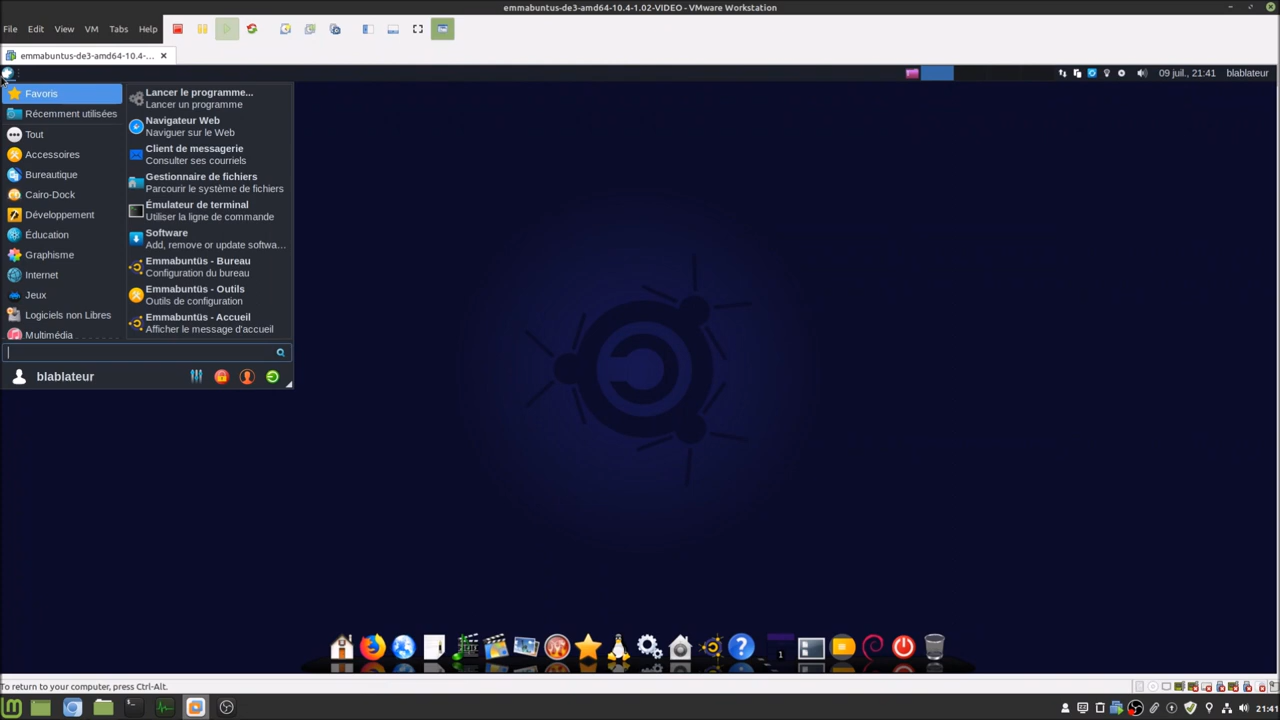 emmabuntus-de3-amd64-10.4-1.02-VIDEO - VMware Workstation
File Edit View VM Tabs Help
emmabuntus-de3-amd64-10.4-...
09 juil., 21:41 blablateur
Favoris
Récemment utilisées
Tout
Accessoires
Bureautique
Cairo-Dock
Développement
Éducation
Graphisme
Internet
Jeux
Logiciels non Libres
Multimédia
Lancer le programme...
Lancer un programme
Navigateur Web
Naviguer sur le Web
Client de messagerie
Consulter ses courriels
Gestionnaire de fichiers
Parcourir le système de fichiers
Émulateur de terminal
Utiliser la ligne de commande
Software
Add, remove or update softwa...
Emmabuntüs - Bureau
Configuration du bureau
Emmabuntüs - Outils
Outils de configuration
Emmabuntüs - Accueil
Afficher le message d'accueil
blablateur
1
To return to your computer, press Ctrl-Alt.
21:41